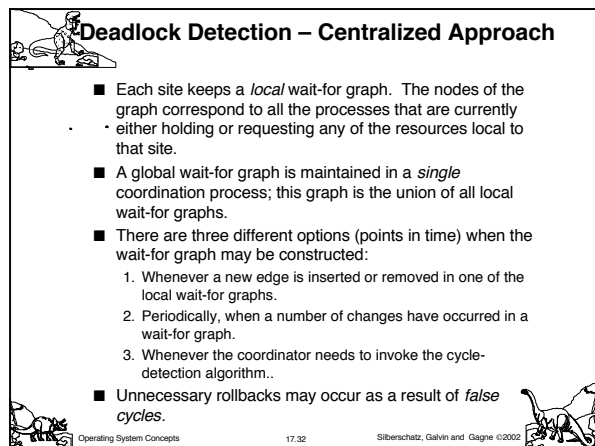 Deadlock Detection – Centralized Approach
■ Each site keeps a local wait-for graph. The nodes of the
graph correspond to all the processes that are currently
either holding or requesting any of the resources local to
that site.
■ A global wait-for graph is maintained in a single
coordination process; this graph is the union of all local
wait-for graphs.
■ There are three different options (points in time) when the
wait-for graph may be constructed:
1. Whenever a new edge is inserted or removed in one of the
local wait-for graphs.
2. Periodically, when a number of changes have occurred in a
wait-for graph.
3. Whenever the coordinator needs to invoke the cycle-
detection algorithm..
■ Unnecessary rollbacks may occur as a result of false
cycles.
Operating System Concepts 17.32 Silberschatz, Galvin and Gagne ©2002